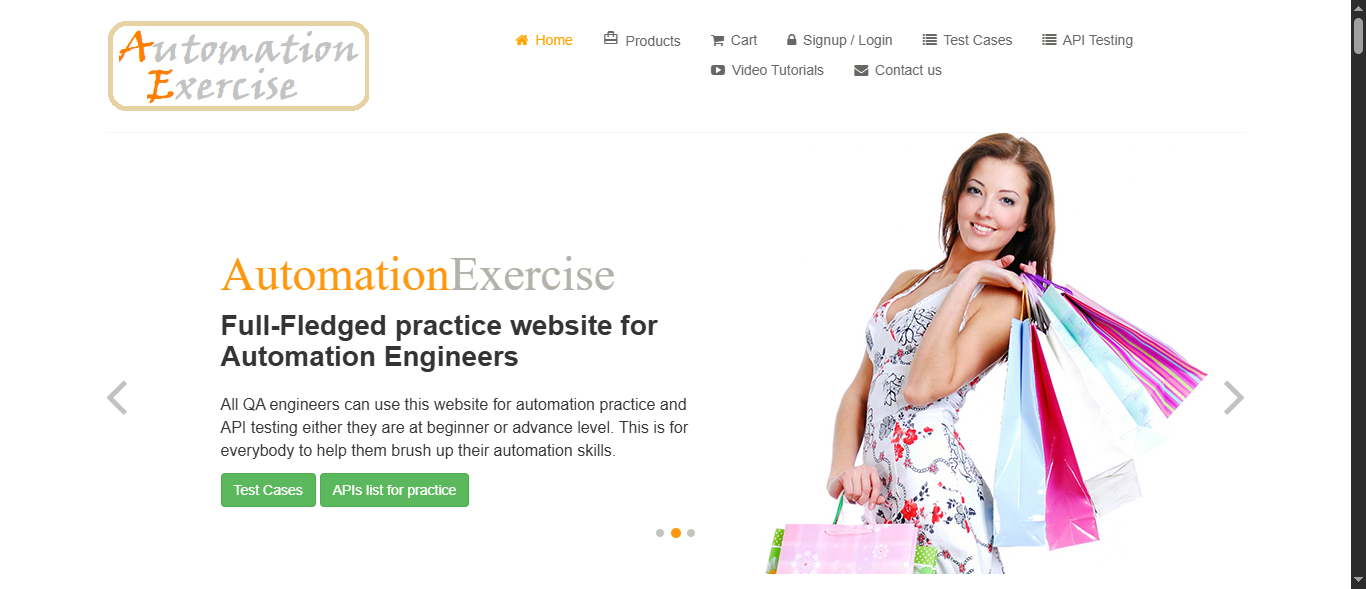 Automation
Exercise
Home Products Cart Signup / Login Test Cases API Testing
Video Tutorials Contact us
AutomationExercise
Full-Fledged practice website for
Automation Engineers
All QA engineers can use this website for automation practice and
API testing either they are at beginner or advance level. This is for
everybody to help them brush up their automation skills.
Test Cases APIs list for practice